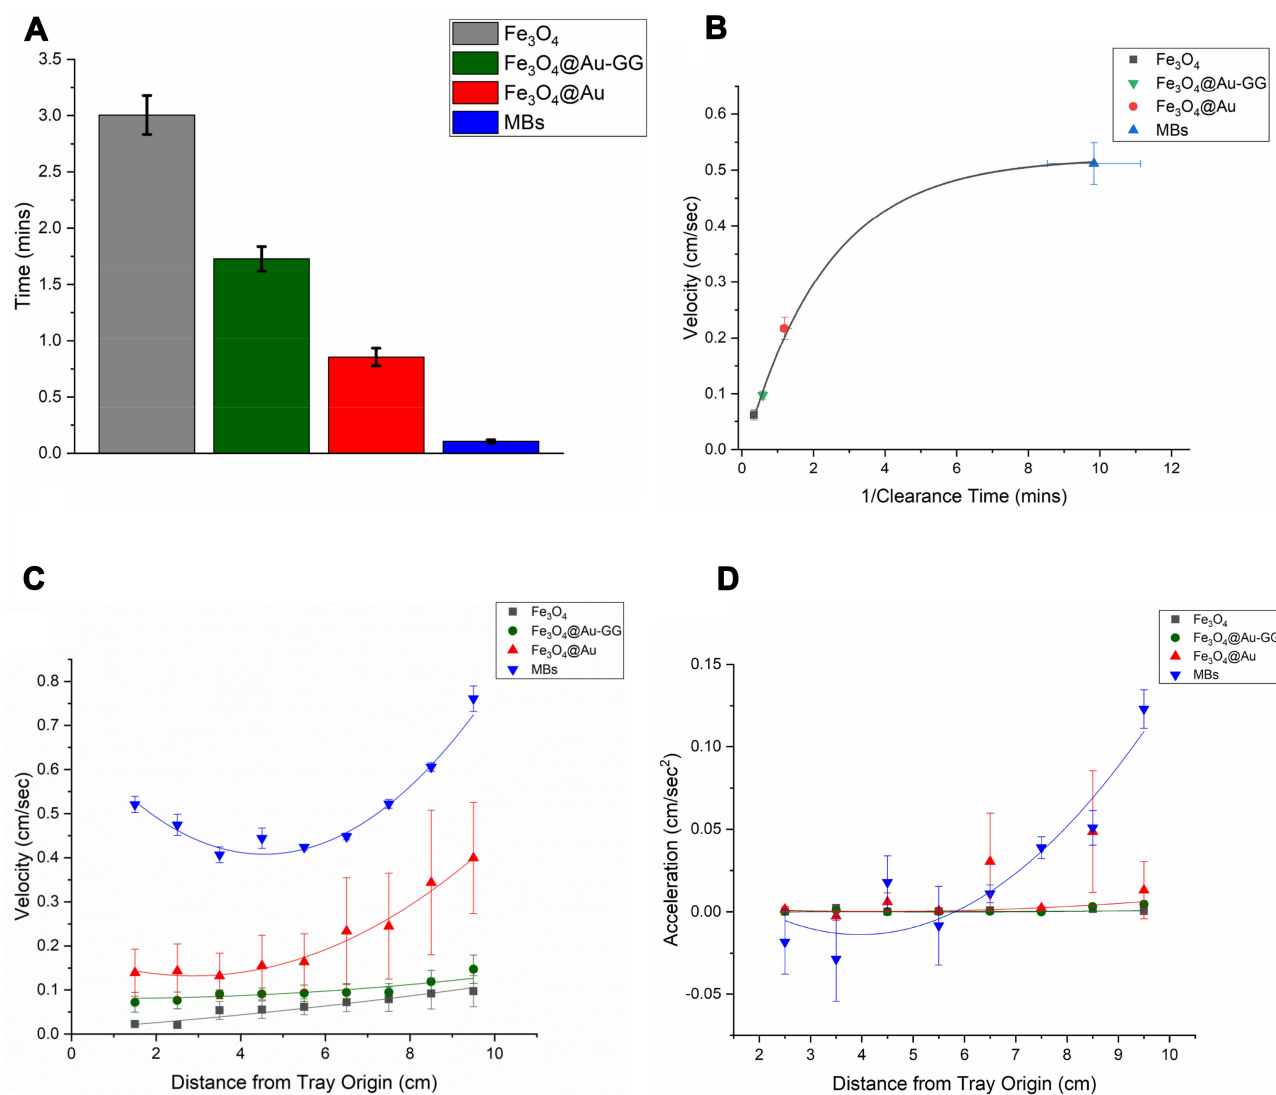 A
Fe3O4
Fe3O4@Au-GG
Fe3O4@Au
MBs
3.5
3.0
2.5
2.0
1.5
1.0
0.5
0.0
Time (mins)
B
Fe3O4
Fe3O4@Au-GG
Fe3O4@Au
MBs
0.6
0.5
0.4
0.3
0.2
0.1
0.0
Velocity (cm/sec)
0 2 4 6 8 10 12
1/Clearance Time (mins)
C
Fe3O4
Fe3O4@Au-GG
Fe3O4@Au
MBs
0.8
0.7
0.6
0.5
0.4
0.3
0.2
0.1
0.0
Velocity (cm/sec)
0 2 4 6 8 10
Distance from Tray Origin (cm)
D
Fe3O4
Fe3O4@Au-GG
Fe3O4@Au
MBs
0.15
0.10
0.05
0.00
-0.05
Acceleration (cm/sec2)
2 3 4 5 6 7 8 9 10
Distance from Tray Origin (cm)